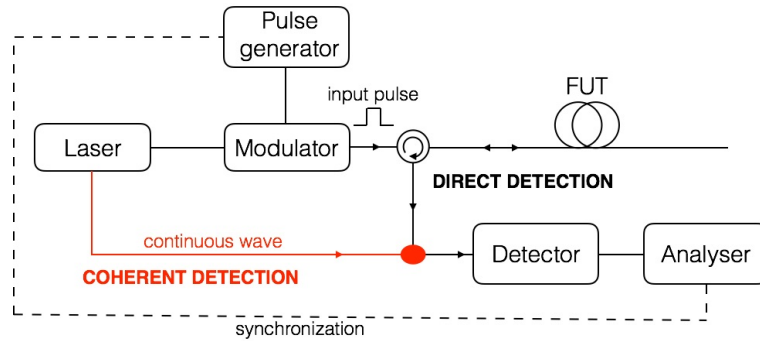 Pulse
generator
input pulse
FUT
Laser
Modulator
DIRECT DETECTION
continuous wave
COHERENT DETECTION
Detector
Analyser
synchronization